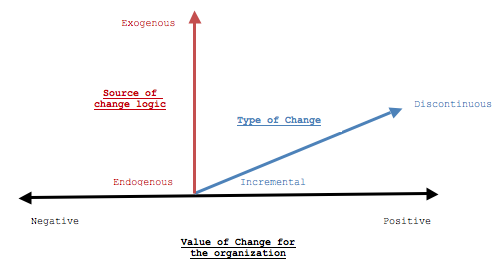 Exogenous
Source of
change logic
Discontinuous
Type of Change
Endogenous
Incremental
Negative
Positive
Value of Change for
the organization